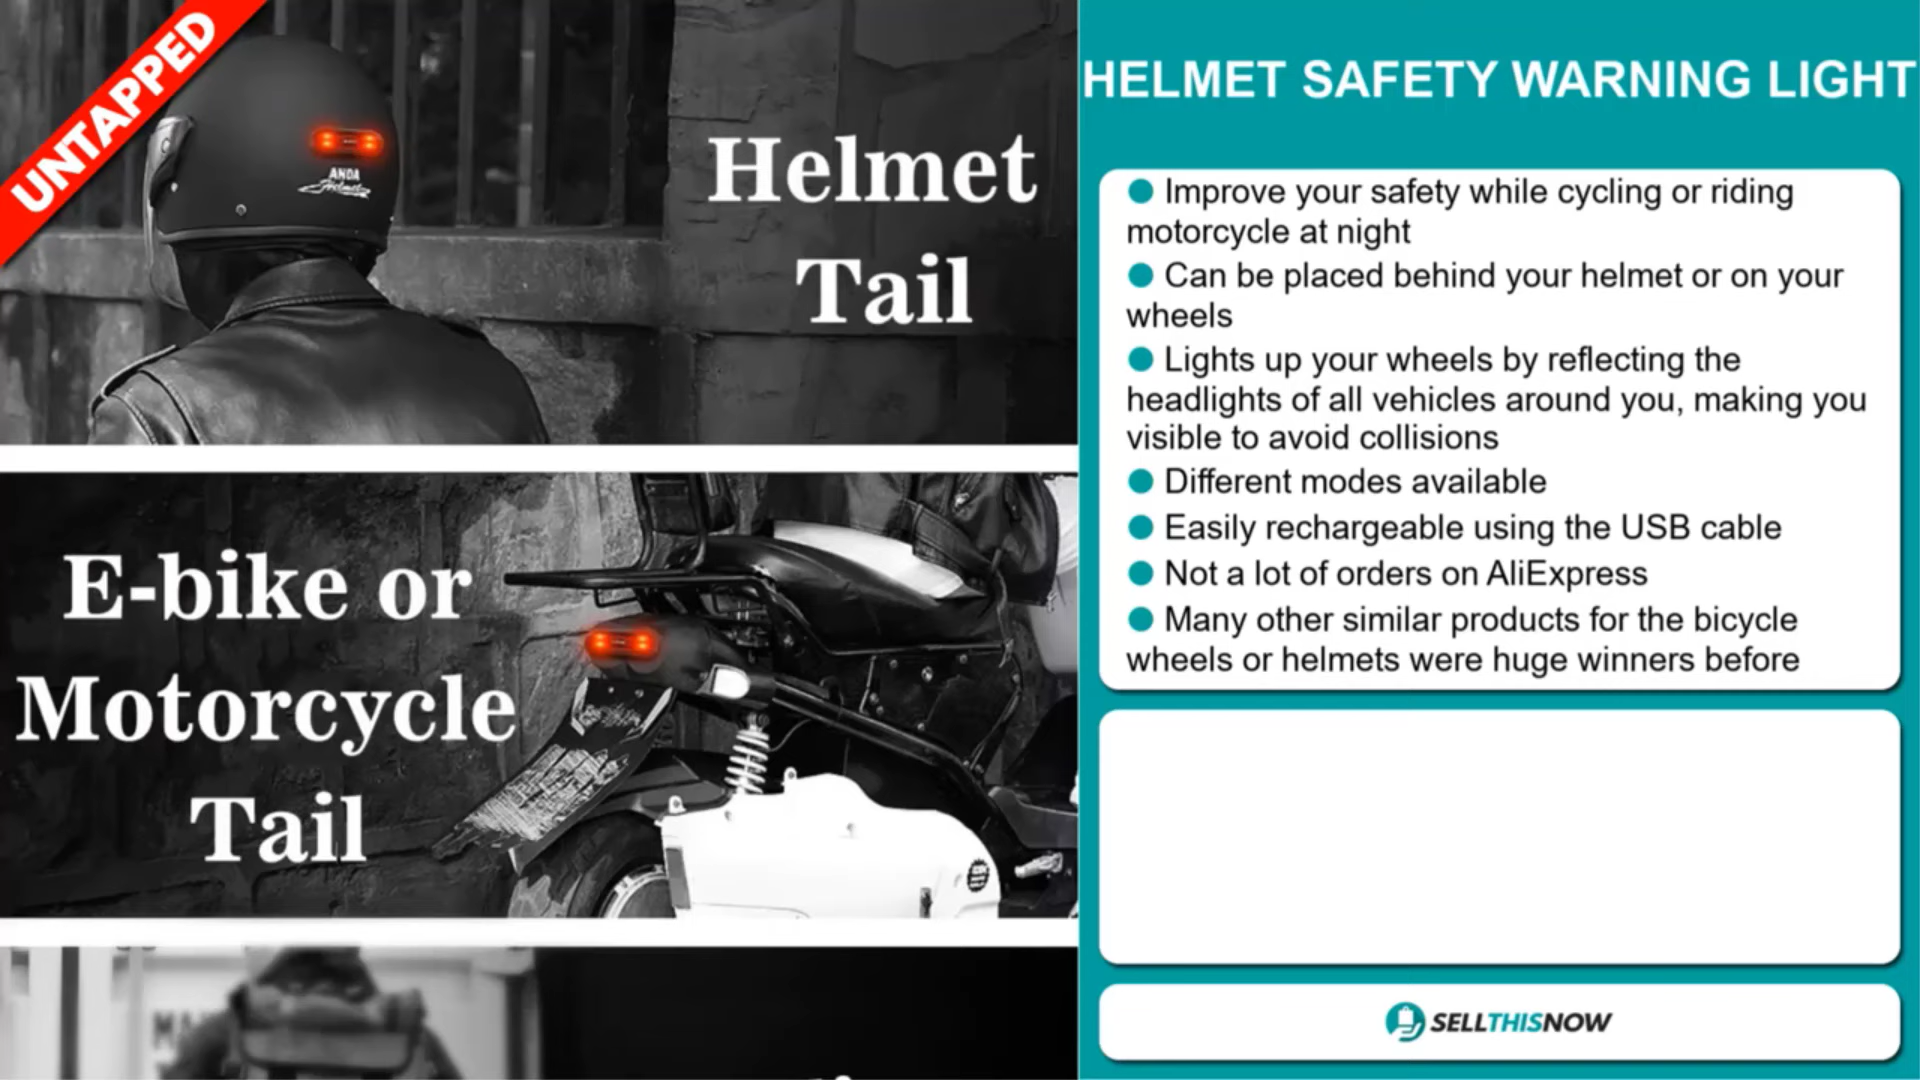 UNTAPPED
ANDA
Helmet
Helmet
Tail
E-bike or
Motorcycle
Tail
HELMET SAFETY WARNING LIGHT
● Improve your safety while cycling or riding
motorcycle at night
● Can be placed behind your helmet or on your
wheels
● Lights up your wheels by reflecting the
headlights of all vehicles around you, making you
visible to avoid collisions
● Different modes available
● Easily rechargeable using the USB cable
● Not a lot of orders on AliExpress
● Many other similar products for the bicycle
wheels or helmets were huge winners before
SELLTHISNOW